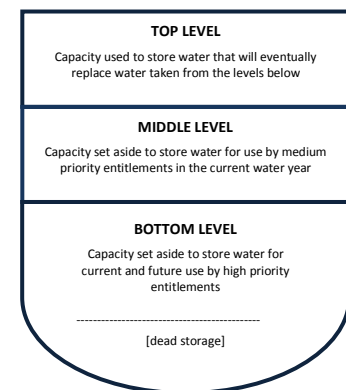 TOP LEVEL
Capacity used to store water that will eventually
replace water taken from the levels below
MIDDLE LEVEL
Capacity set aside to store water for use by medium
priority entitlements in the current water year
BOTTOM LEVEL
Capacity set aside to store water for
current and future use by high priority
entitlements
[dead storage]